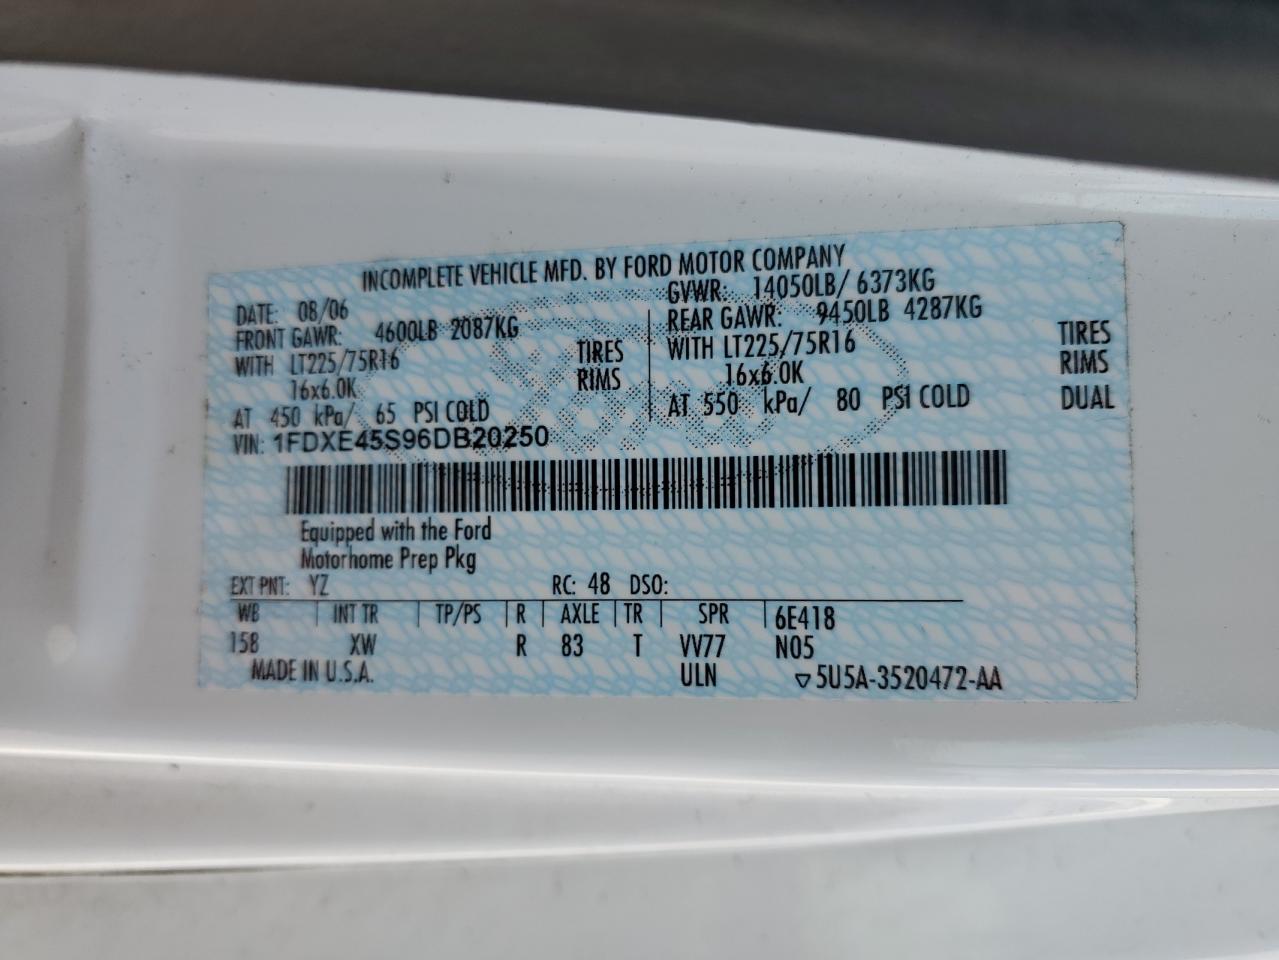 INCOMPLETE VEHICLE MFD. BY FORD MOTOR COMPANY
DATE: 08/06 GVWR: 14050LB/ 6373KG
FRONT GAWR: 4600LB 2087KG REAR GAWR: 9450LB 4287KG
WITH LT225/75R16 TIRES WITH LT225/75R16 TIRES
16x6.0K RIMS 16x6.0K RIMS
AT 450 kPa/ 65 PSI COLD AT 550 kPa/ 80 PSI COLD DUAL
VIN: 1FDXE45S96DB20250
Equipped with the Ford
Motorhome Prep Pkg
EXT PNT: YZ RC: 48 DSO:
WB INT TR TP/PS R AXLE TR SPR 6E418
158 XW R 83 T VV77 N05
MADE IN U.S.A. ULN ▽5U5A-3520472-AA